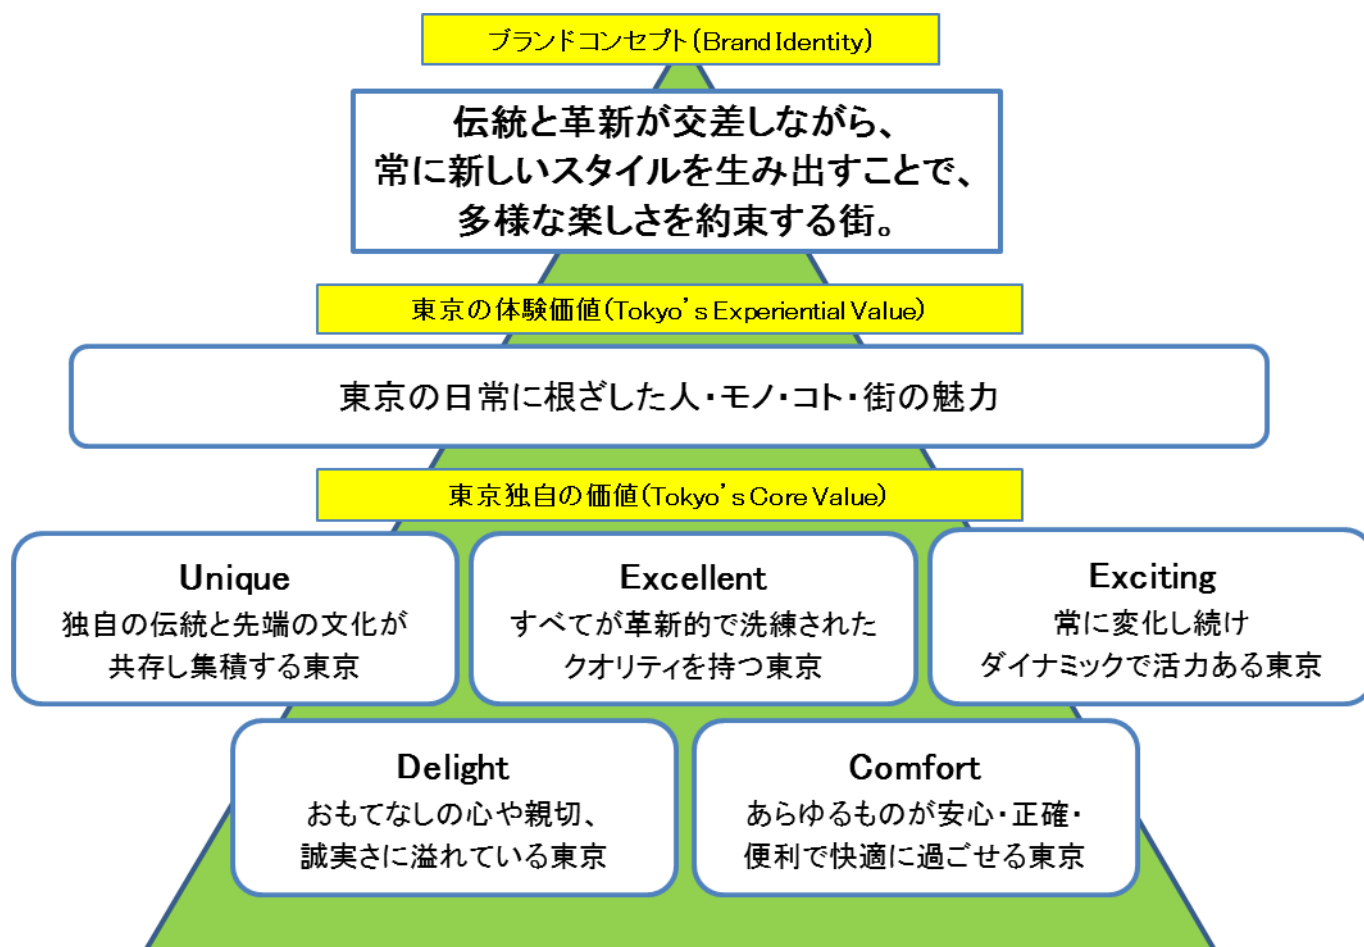 ブランドコンセプト(Brand Identity)
伝統と革新が交差しながら、
常に新しいスタイルを生み出すことで、
多様な楽しさを約束する街。
東京の体験価値(Tokyo’s Experiential Value)
東京の日常に根ざした人・モノ・コト・街の魅力
東京独自の価値(Tokyo’s Core Value)
Unique
独自の伝統と先端の文化が
共存し集積する東京
Excellent
すべてが革新的で洗練された
クオリティを持つ東京
Exciting
常に変化し続け
ダイナミックで活力ある東京
Delight
おもてなしの心や親切、
誠実さに溢れている東京
Comfort
あらゆるものが安心・正確・
便利で快適に過ごせる東京